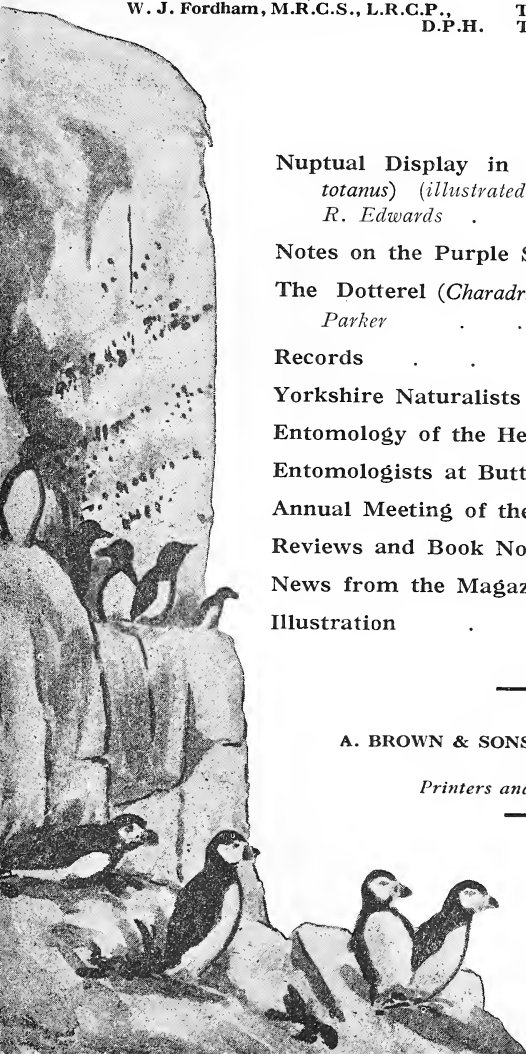 W. J. Fordham, M.R.C.S., L.R.C.P., T
D.P.H. T
Nuptual Display in
totanus) (illustrated
R. Edwards .
Notes on the Purple S
The Dotterel (Charadr
Parker . .
Records . .
Yorkshire Naturalists
Entomology of the He
Entomologists at Butt
Annual Meeting of the
Reviews and Book No
News from the Magaz
Illustration .
A. BROWN & SONS
Printers and